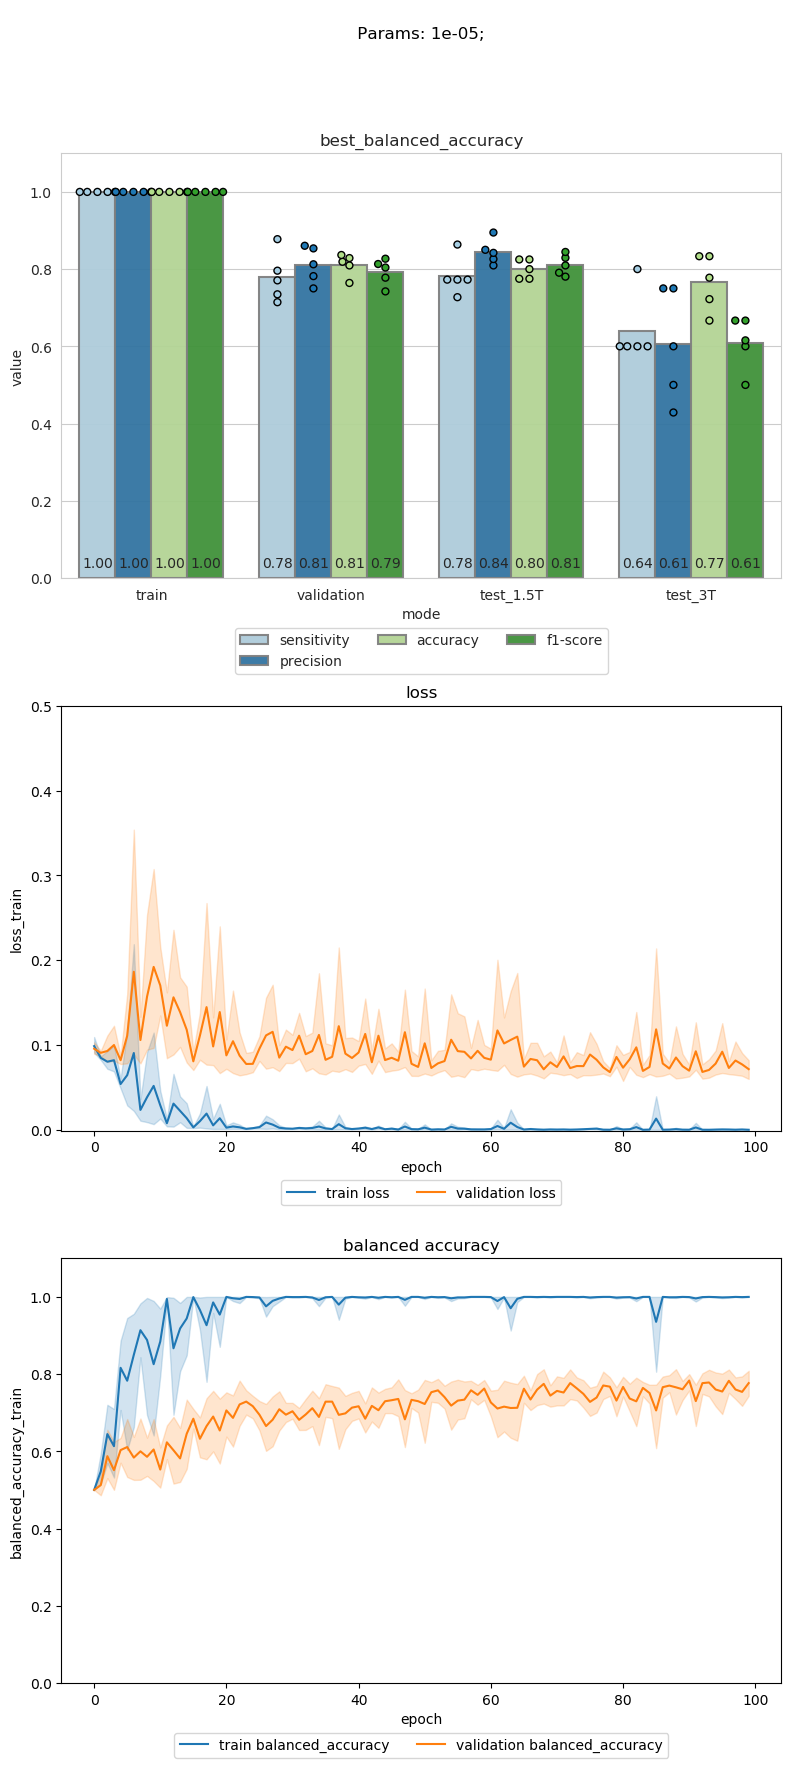 Params: 1e-05;
best_balanced_accuracy
1.0
0.8
0.6
0.4
0.2
0.0
value
1.00 1.00 1.00 1.00 0.78 0.81 0.81 0.79 0.78 0.84 0.80 0.81 0.64 0.61 0.77 0.61
train validation test_1.5T test_3T
mode
sensitivity accuracy f1-score
precision
loss
0.5
0.4
0.3
0.2
0.1
0.0
loss_train
0 20 40 60 80 100
epoch
train loss validation loss
balanced accuracy
1.0
0.8
0.6
0.4
0.2
0.0
balanced_accuracy_train
0 20 40 60 80 100
epoch
train balanced_accuracy validation balanced_accuracy